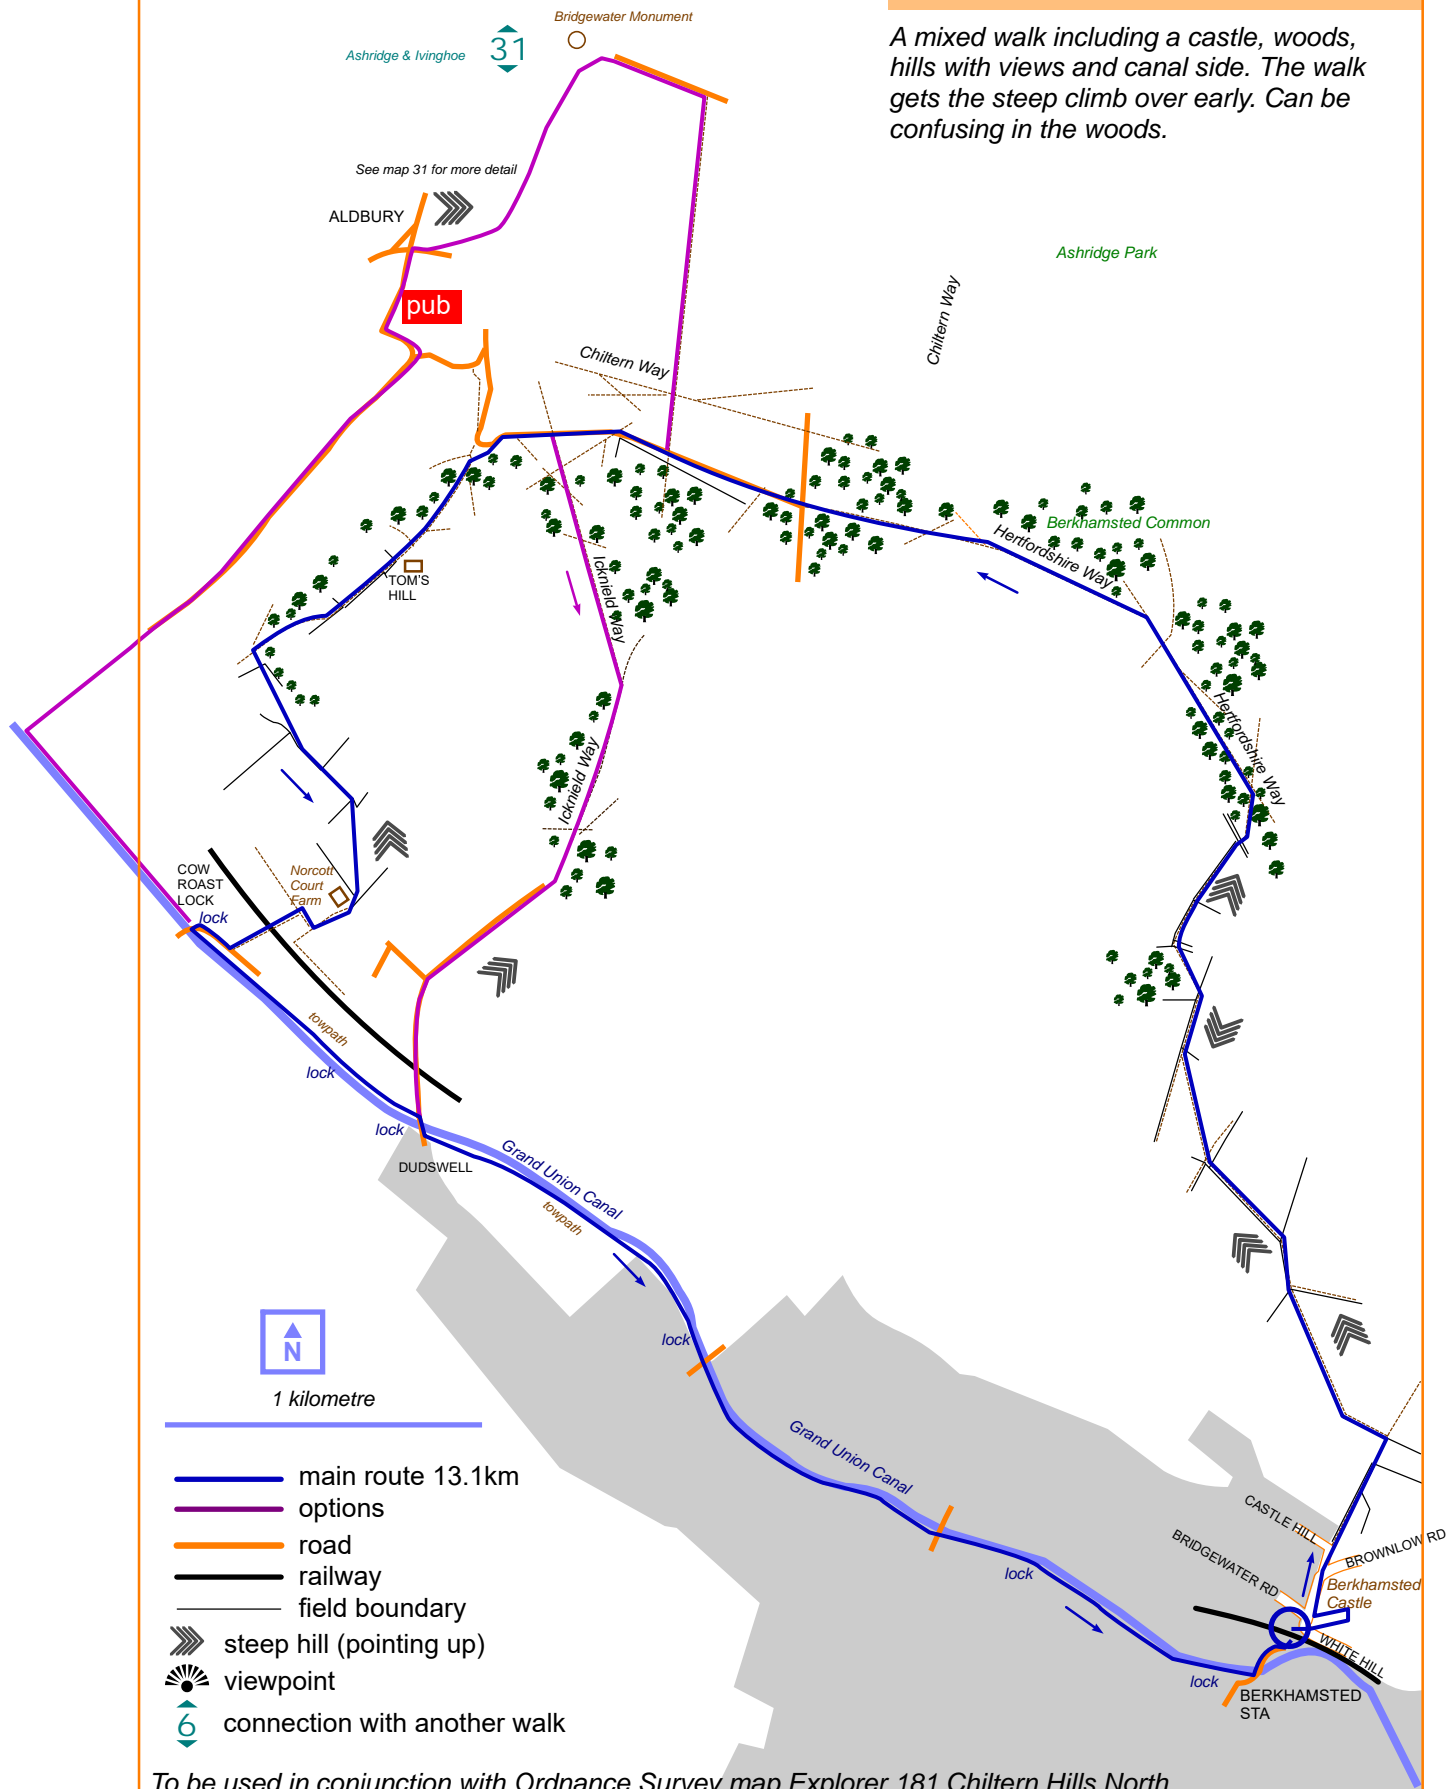 Bridgewater Monument
Ashridge & Ivinghoe
31
A mixed walk including a castle, woods,
hills with views and canal side. The walk
gets the steep climb over early. Can be
confusing in the woods.
See map 31 for more detail
ALDBURY
Ashridge Park
pub
Chiltern Way
Chiltern Way
Berkhamsted Common
Hertfordshire Way
TOM'S
HILL
Icknield Way
Hertfordshire Way
Icknield Way
COW
ROAST
LOCK
lock
Norcott
Court
Farm
towpath
lock
lock
DUDSWELL
Grand Union Canal
towpath
N
lock
1 kilometre
Grand Union Canal
main route 13.1km
options
road
railway
field boundary
steep hill (pointing up)
viewpoint
6
connection with another walk
CASTLE HILL
BROWNLOW RD
BRIDGEWATER RD
lock
Berkhamsted
Castle
WHITE HILL
lock
BERKHAMSTED
STA
To be used in conjunction with Ordnance Survey map Explorer 181 Chiltern Hills North